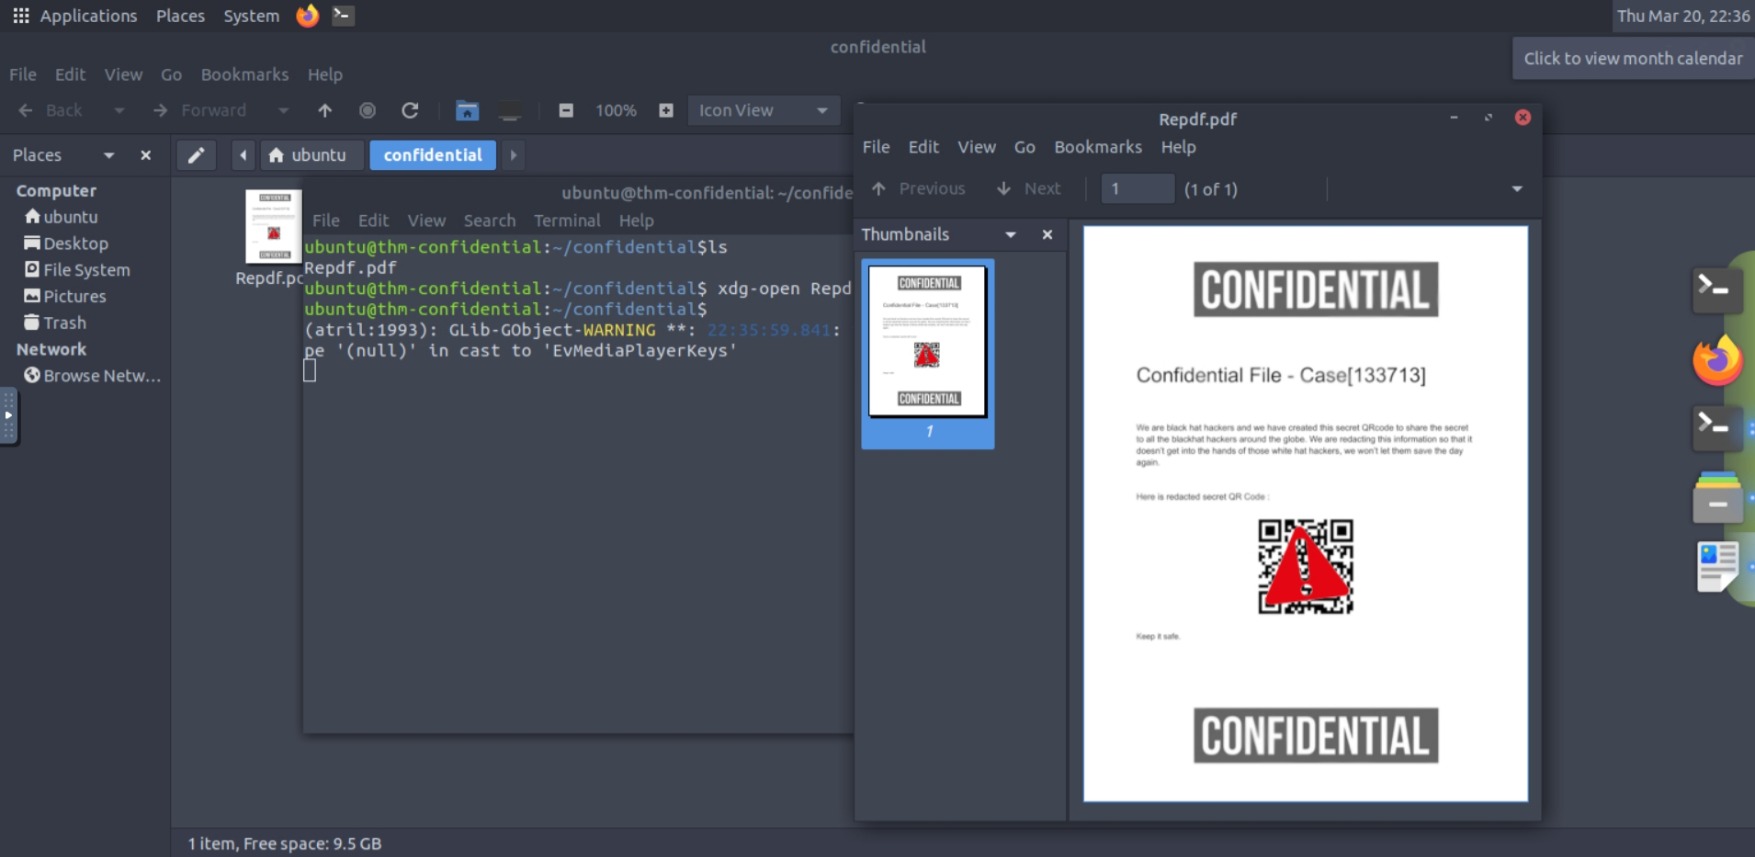 Applications Places System
Thu Mar 20, 22:36
confidential
Click to view month calendar
File Edit View Go Bookmarks Help
Back Forward 100% Icon View
Places ubuntu confidential
Computer
ubuntu
Desktop
File System
Pictures
Trash
Network
Browse Netw...
Repdf.pd
ubuntu@thm-confidential: ~/confide
File Edit View Search Terminal Help
ubuntu@thm-confidential:~/confidential$ls
Repdf.pdf
ubuntu@thm-confidential:~/confidential$ xdg-open Repd
ubuntu@thm-confidential:~/confidential$
(atril:1993): GLib-GObject-WARNING **: 22:35:59.841:
pe '(null)' in cast to 'EvMediaPlayerKeys'
Repdf.pdf
File Edit View Go Bookmarks Help
Previous Next 1 (1 of 1)
Thumbnails
CONFIDENTIAL
Confidential File - Case[133713]
CONFIDENTIAL
1
CONFIDENTIAL
Confidential File - Case[133713]
We are black hat hackers and we have created this secret QRcode to share the secret
to all the blackhat hackers around the globe. We are redacting this information so that it
doesn't get into the hands of those white hat hackers, we won't let them save the day
again.
Here is redacted secret QR Code :
Keep it safe.
CONFIDENTIAL
1 item, Free space: 9.5 GB